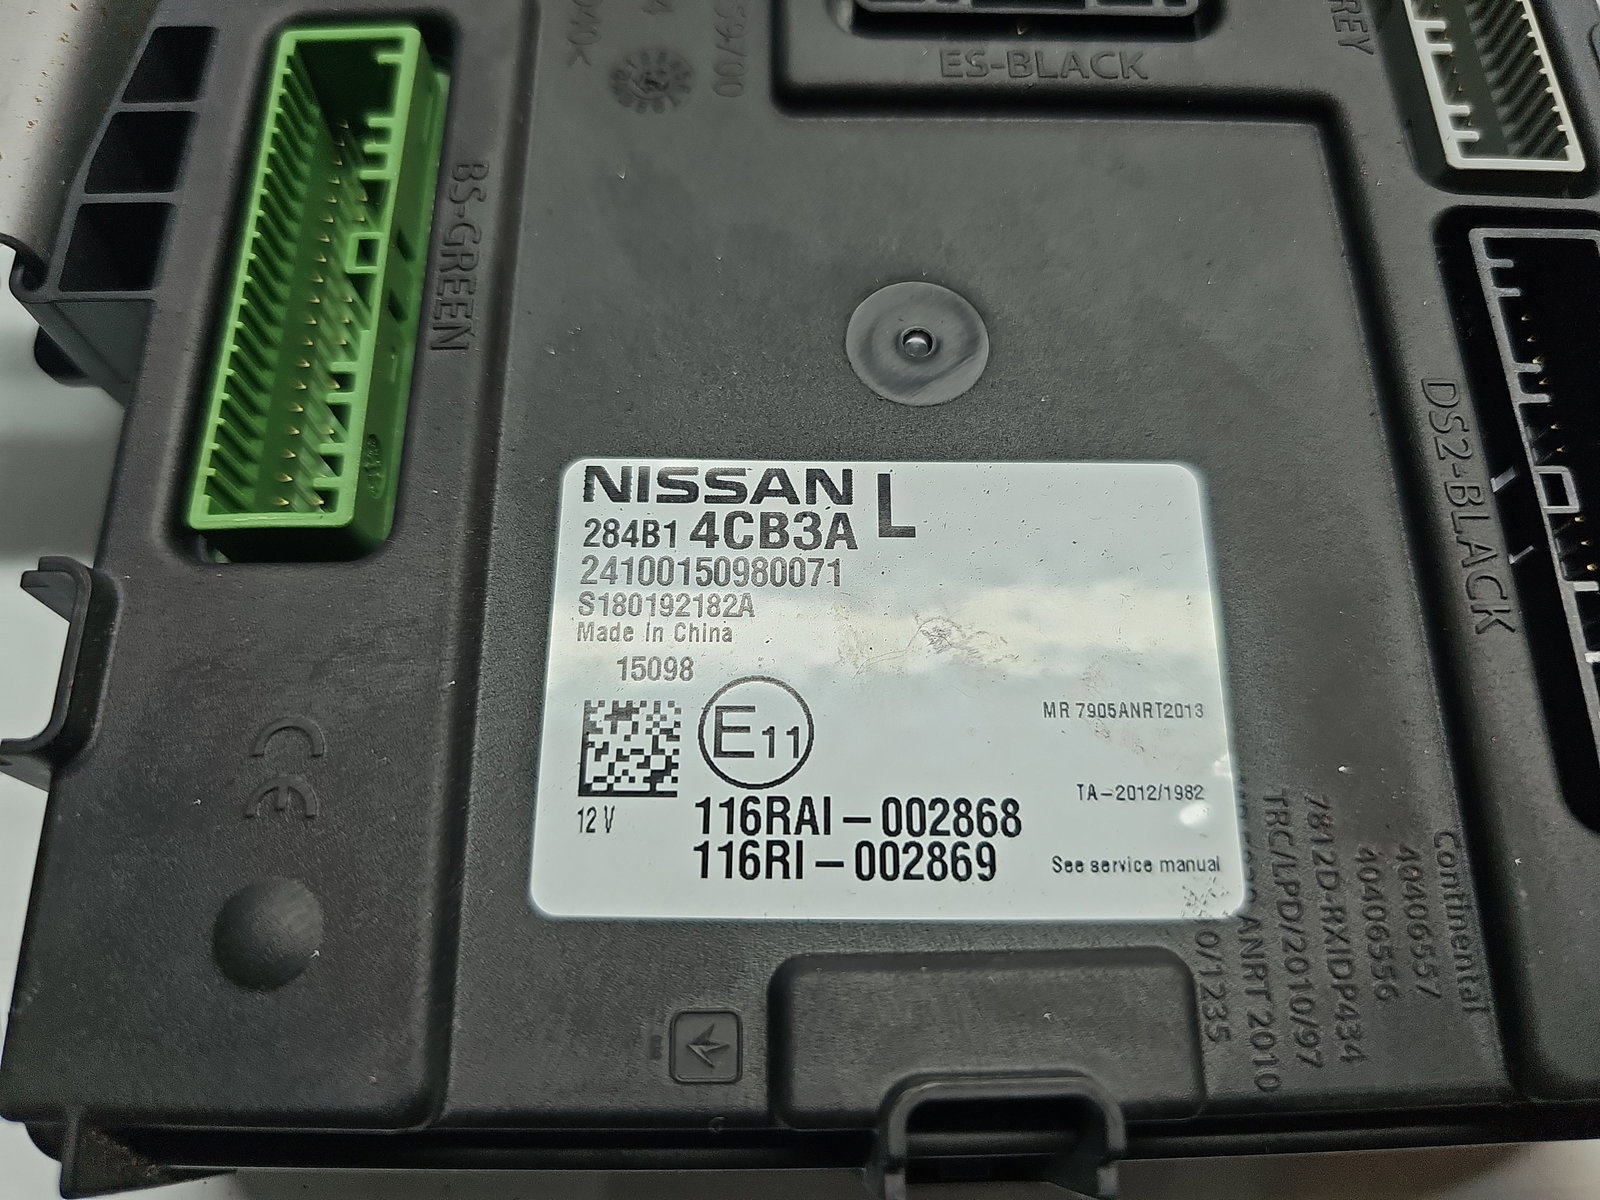 ES-BLACK
BS-GREEN
DS2-BLACK
NISSAN L
284B1 4CB3A
24100150980071
S180192182A
Made In China
15098
E11
MR 7905ANRT2013
TA-2012/1982
12 V
116RAI-002868
116RI-002869
See service manual
CE
Continental
40406557
40406556
7812D-RXIDP4434
TRC/LPD/2010/97
ANRT 2010
0/1235